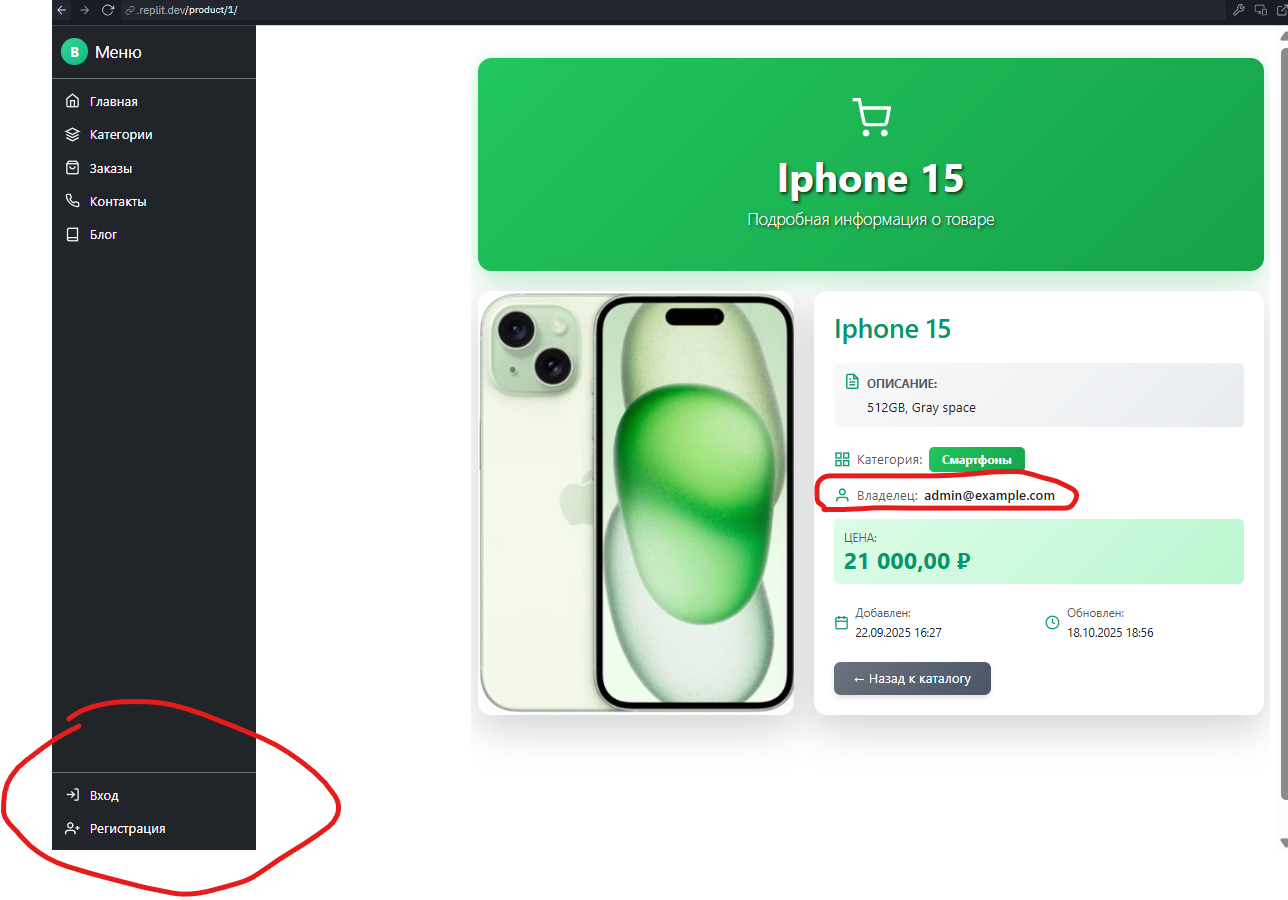 .replit.dev/product/1/
B Меню
Главная
Категории
Заказы
Контакты
Блог
Вход
Регистрация
Iphone 15
Подробная информация о товаре
Iphone 15
ОПИСАНИЕ:
512GB, Gray space
Категория: Смартфоны
Владелец: admin@example.com
ЦЕНА:
21 000,00 ₽
Добавлен:
22.09.2025 16:27
Обновлен:
18.10.2025 18:56
← Назад к каталогу